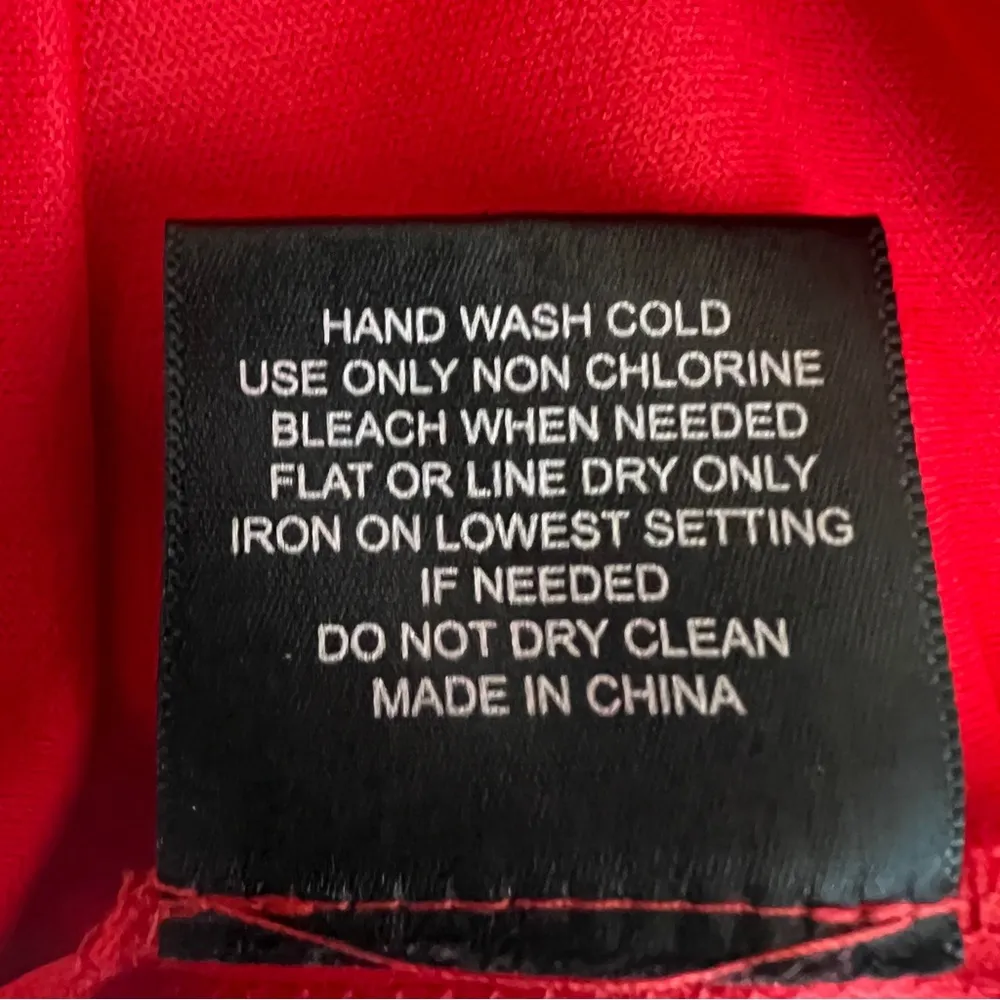 HAND WASH COLD
USE ONLY NON CHLORINE
BLEACH WHEN NEEDED
FLAT OR LINE DRY ONLY
IRON ON LOWEST SETTING
IF NEEDED
DO NOT DRY CLEAN
MADE IN CHINA